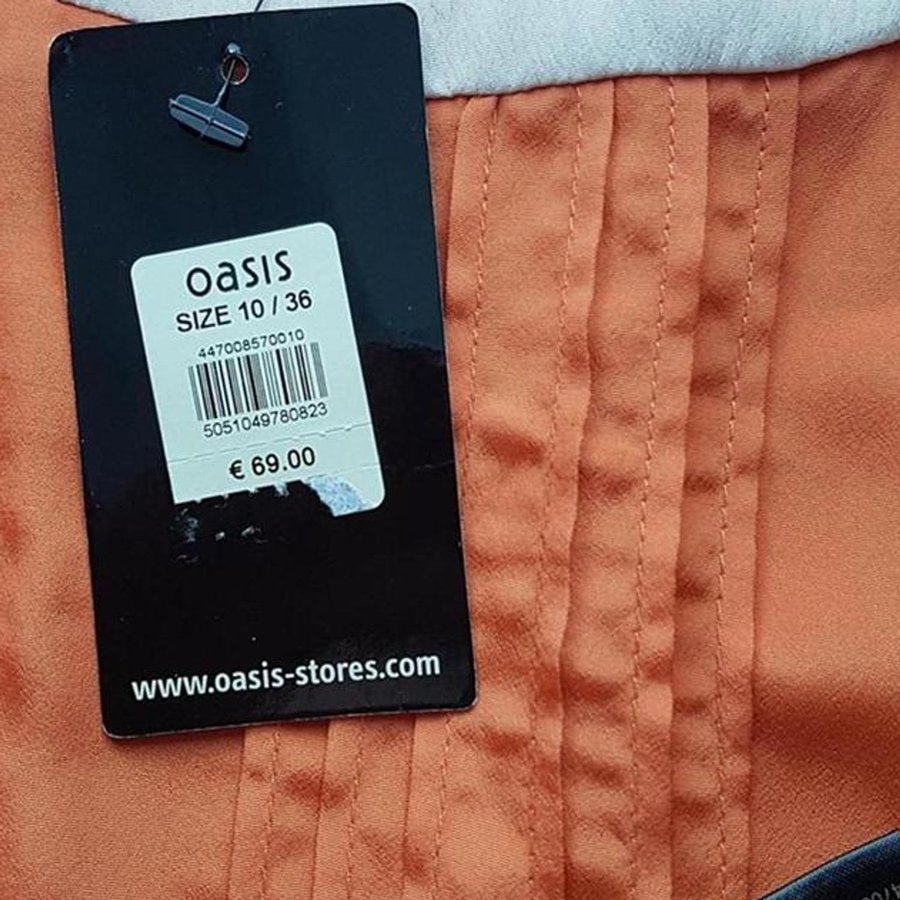 oasis
SIZE 10 / 36
447008570010
5051049780823
€ 69.00
www.oasis-stores.com